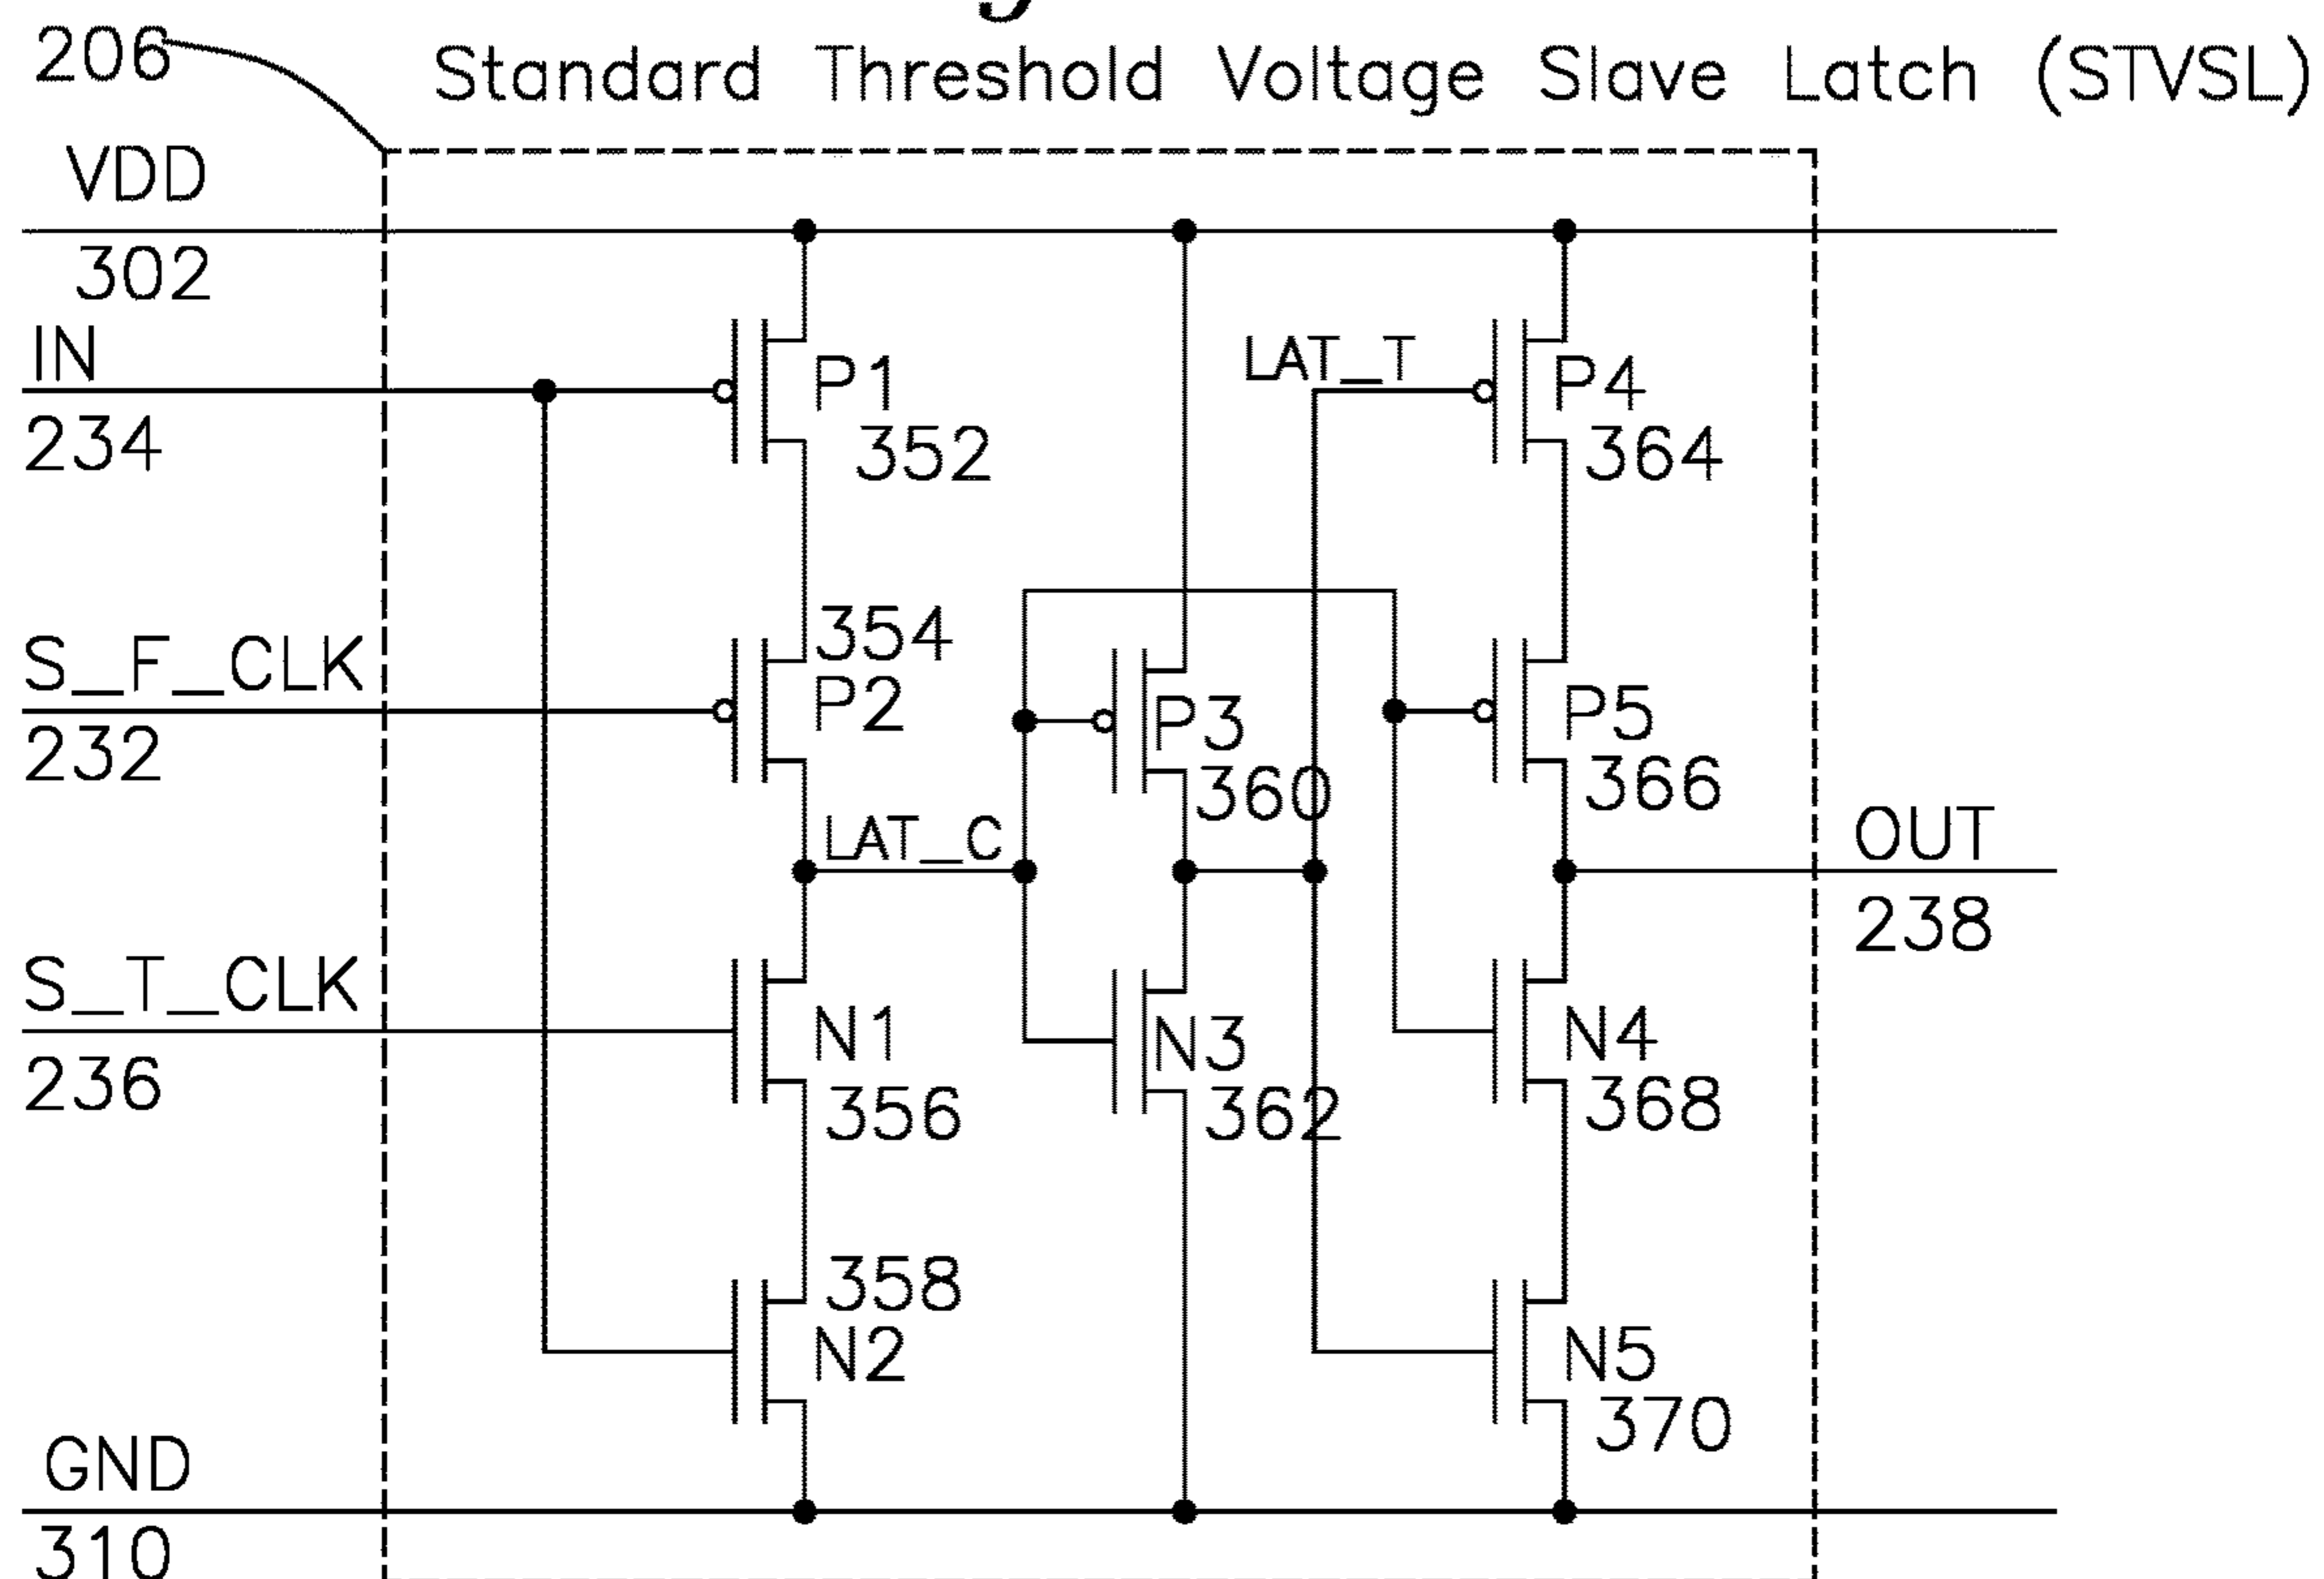 206
Standard Threshold Voltage Slave Latch (STVSL)
VDD
302
IN
234
P1
352
LAT_T
P4
364
S_F_CLK
232
354
P2
P3
360
P5
366
LAT_C
OUT
238
S_T_CLK
236
N1
356
N3
362
N4
368
358
N2
N5
370
GND
310